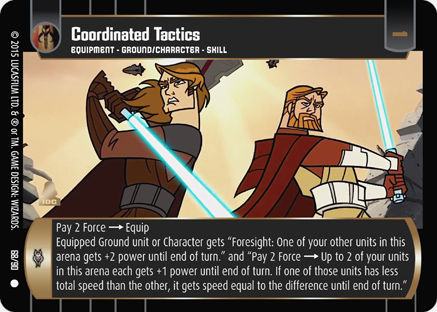 Coordinated Tactics
EQUIPMENT - GROUND/CHARACTER - SKILL
© 2015 LUCASFILM LTD. & ® or TM. GAME DESIGN: WIZARDS.
Pay 2 Force → Equip
Equipped Ground unit or Character gets “Foresight: One of your other units in this
arena gets +2 power until end of turn.” and “Pay 2 Force → Up to 2 of your units
in this arena each gets +1 power until end of turn. If one of those units has less
total speed than the other, it gets speed equal to the difference until end of turn.”